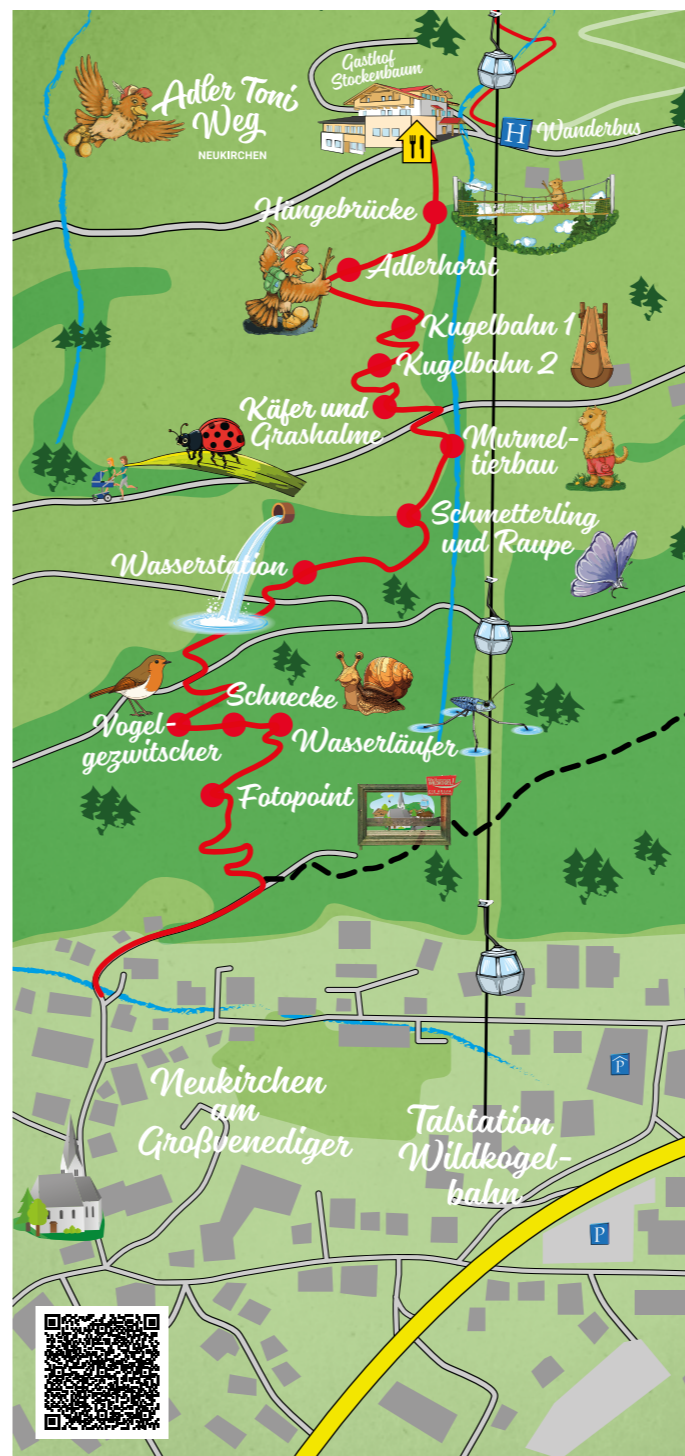 Gasthof
Stockenbaum
Adler Toni
Weg
NEUKIRCHEN
H Wanderbus
Hängebrücke
Adlerhorst
Kugelbahn 1
Kugelbahn 2
Käfer und
Grashalme
Murmel-
tierbau
Schmetterling
und Raupe
Wasserstation
Schnecke
Vogel-
gezwitscher
Wasserläufer
Fotopoint
P
Neukirchen
am
Großvenediger
Talstation
Wildkogel-
bahn
P